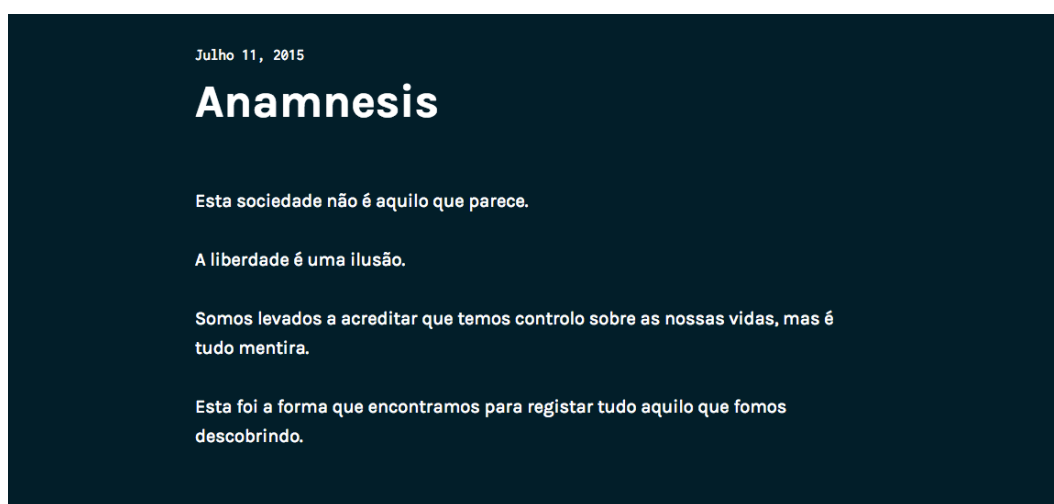 Julho 11, 2015
Anamnesis
Esta sociedade não é aquilo que parece.
A liberdade é uma ilusão.
Somos levados a acreditar que temos controlo sobre as nossas vidas, mas é
tudo mentira.
Esta foi a forma que encontramos para registar tudo aquilo que fomos
descobrindo.